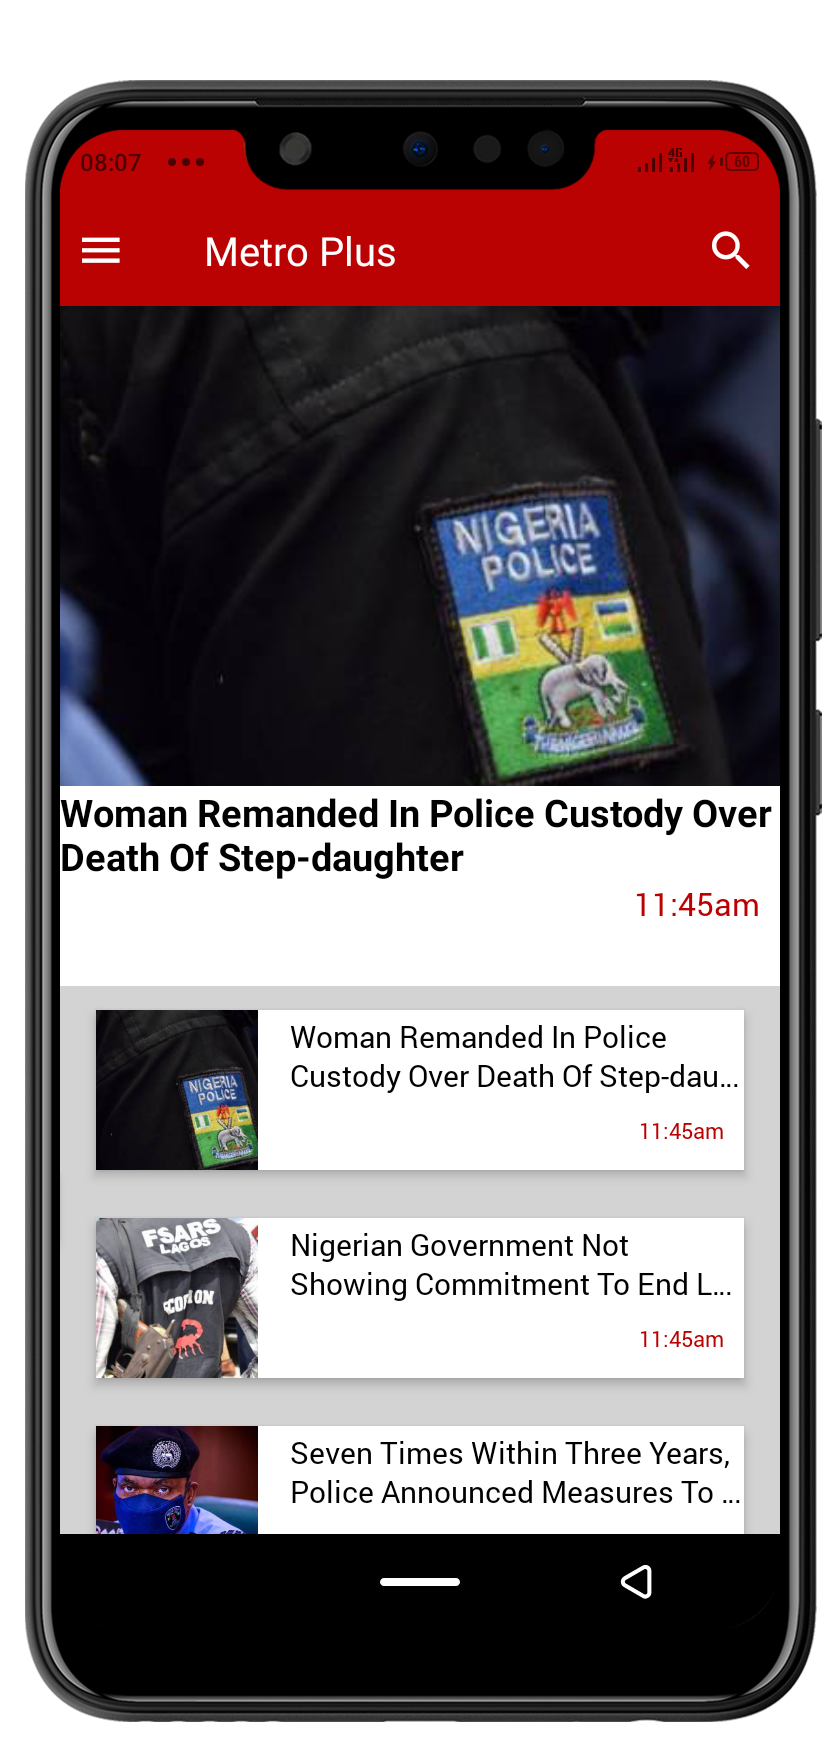 08:07
4G
60
Metro Plus
NIGERIA
POLICE
Woman Remanded In Police Custody Over
Death Of Step-daughter
11:45am
NIGERIA
POLICE
Woman Remanded In Police
Custody Over Death Of Step-dau...
11:45am
FSARS
LAGOS
Nigerian Government Not
Showing Commitment To End L...
11:45am
Seven Times Within Three Years,
Police Announced Measures To ...